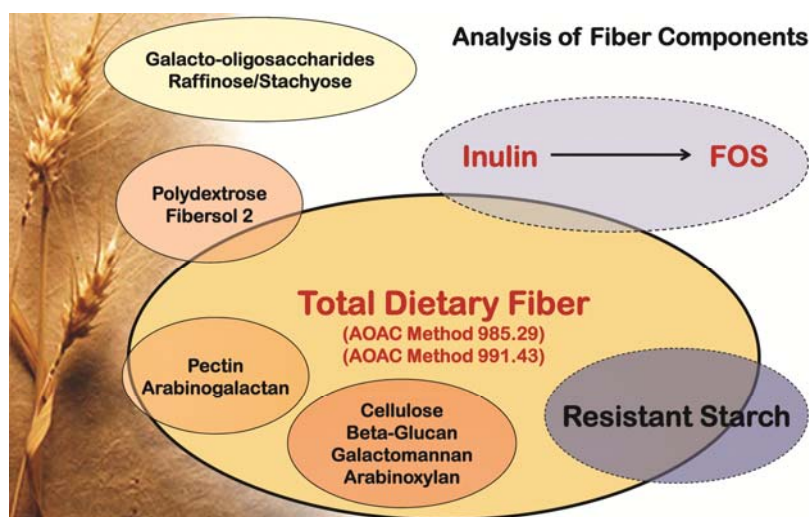 Analysis of Fiber Components
Galacto-oligosaccharides
Raffinose/Stachyose
Inulin
FOS
Polydextrose
Fibersol 2
Total Dietary Fiber
(AOAC Method 985.29)
(AOAC Method 991.43)
Pectin
Arabinogalactan
Cellulose
Beta-Glucan
Galactomannan
Arabinoxylan
Resistant Starch